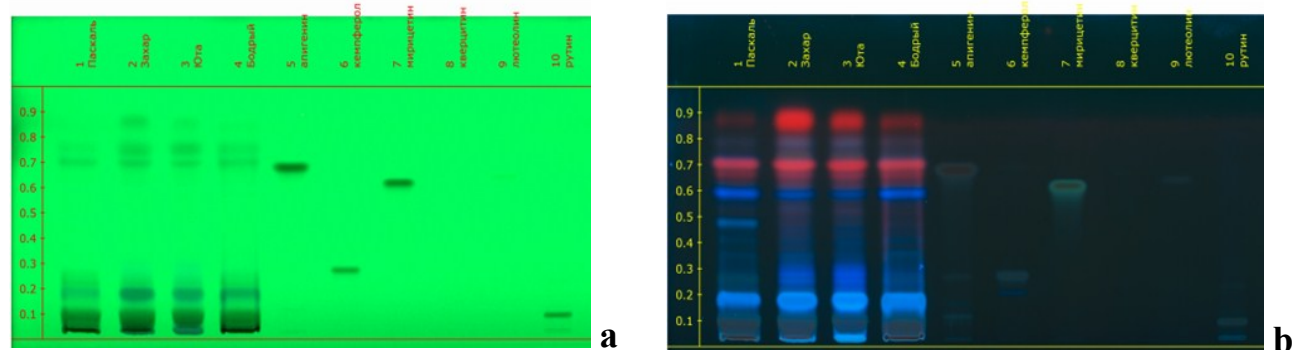 1 Паскаль
2 Захар
3 Юта
4 Бодрый
5 апигенин
6 кемпферол
7 мирицетин
8 кверцитин
9 лютеолин
10 рутин
0.9
0.8
0.7
0.6
0.5
0.4
0.3
0.2
0.1
a
1 Паскаль
2 Захар
3 Юта
4 Бодрый
5 апигенин
6 кемпферол
7 мирицетин
8 кверцитин
9 лютеолин
10 рутин
0.9
0.8
0.7
0.6
0.5
0.4
0.3
0.2
0.1
b